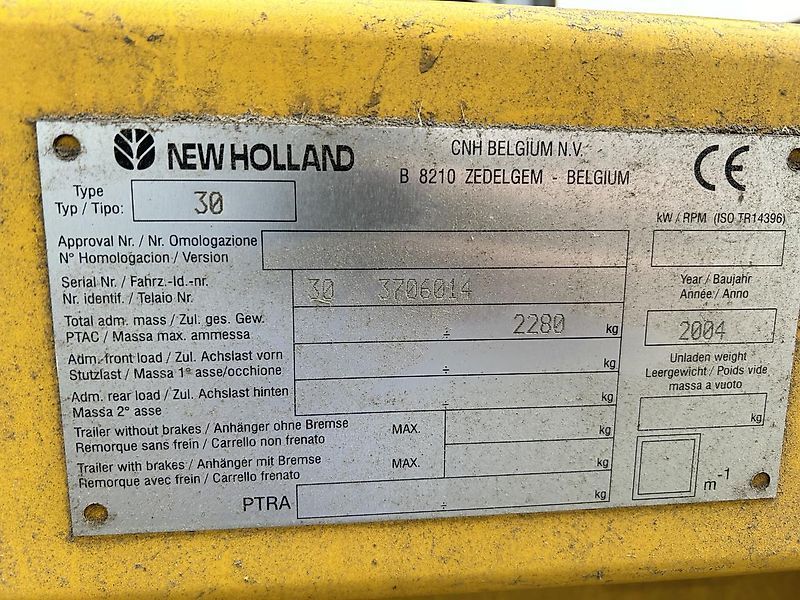 NEW HOLLAND
CNH BELGIUM N.V.
B 8210 ZEDELGEM - BELGIUM
CE
Type
Typ / Tipo:
30
kW / RPM (ISO TR14396)
Approval Nr. / Nr. Omologazione
N° Homologacion / Version
Serial Nr. / Fahrz.-Id.-nr.
Nr. identif. / Telaio Nr.
30 3706014
Year / Baujahr
Année / Anno
2004
Total adm. mass / Zul. ges. Gew.
PTAC / Massa max. ammessa
÷ 2280 kg
Adm. front load / Zul. Achslast vorn
Stutzlast / Massa 1° asse/occhione
÷ kg
Unladen weight
Leergewicht / Poids vide
massa a vuoto
kg
Adm. rear load / Zul. Achslast hinten
Massa 2° asse
÷ kg
Trailer without brakes / Anhänger ohne Bremse
Remorque sans frein / Carrello non frenato
MAX.
kg
Trailer with brakes / Anhänger mit Bremse
Remorque avec frein / Carrello frenato
MAX.
kg
m-1
PTRA
÷ kg